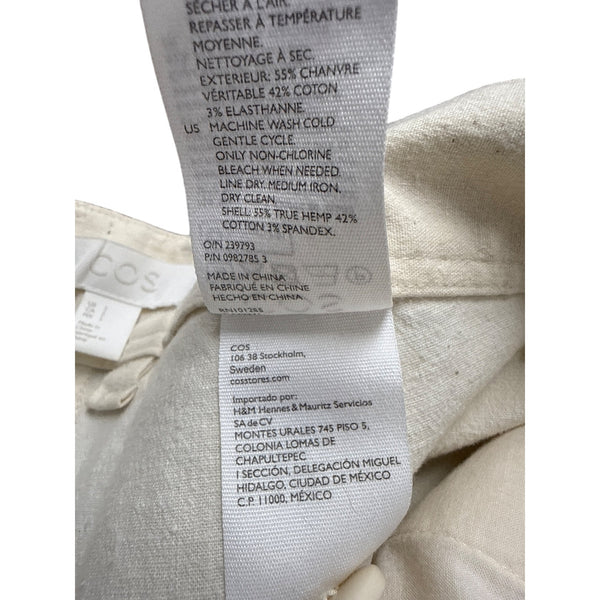 SÉCHER À L'AIR.
REPASSER À TEMPÉRATURE
MOYENNE.
NETTOYAGE À SEC.
EXTERIEUR: 55% CHANVRE
VÉRITABLE 42% COTON
3% ELASTHANNE.
US MACHINE WASH COLD
GENTLE CYCLE.
ONLY NON-CHLORINE
BLEACH WHEN NEEDED.
LINE DRY. MEDIUM IRON.
DRY CLEAN.
SHELL: 55% TRUE HEMP 42%
COTTON 3% SPANDEX.
O/N 239793
P/N 0982785 3
MADE IN CHINA
FABRIQUÉ EN CHINE
HECHO EN CHINA
RN101255
COS
COS
106 38 Stockholm,
Sweden
cosstores.com
Importado por:
H&M Hennes & Mauritz Servicios
SA de CV
MONTES URALES 745 PISO 5,
COLONIA LOMAS DE
CHAPULTEPEC
I SECCIÓN, DELEGACIÓN MIGUEL
HIDALGO, CIUDAD DE MÉXICO
C.P. 11000, MÉXICO